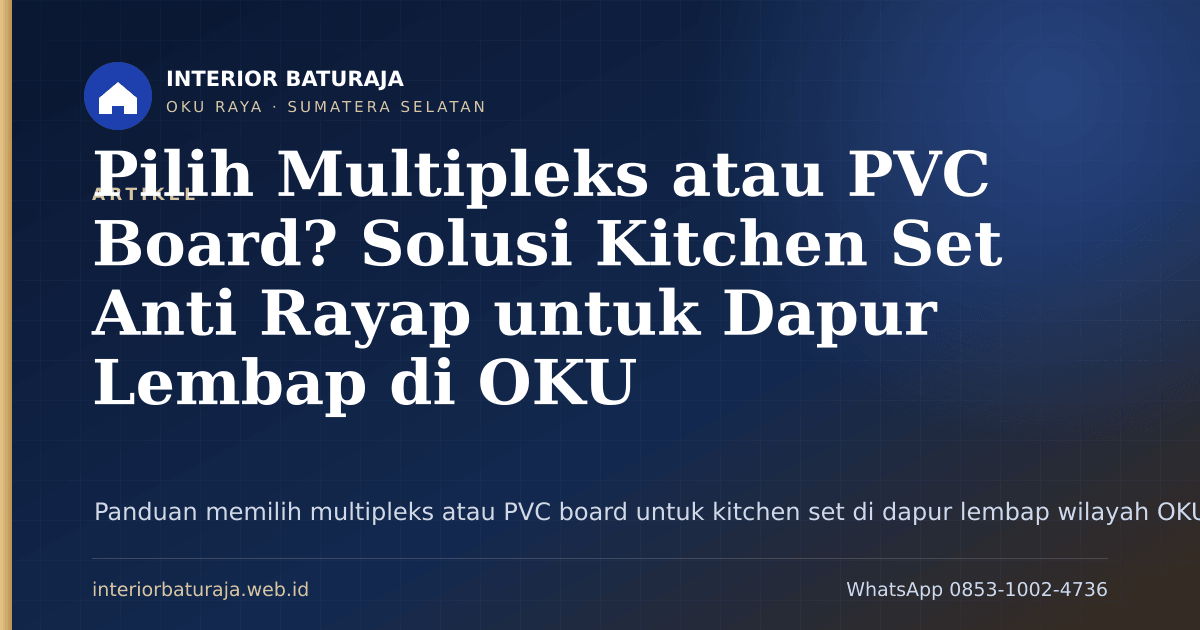 INTERIOR BATURAJA
OKU RAYA · SUMATERA SELATAN
ARTIKEL
Pilih Multipleks atau PVC
Board? Solusi Kitchen Set
Anti Rayap untuk Dapur
Lembap di OKU
Panduan memilih multipleks atau PVC board untuk kitchen set di dapur lembap wilayah OKU
interiorbaturaja.web.id
WhatsApp 0853-1002-4736